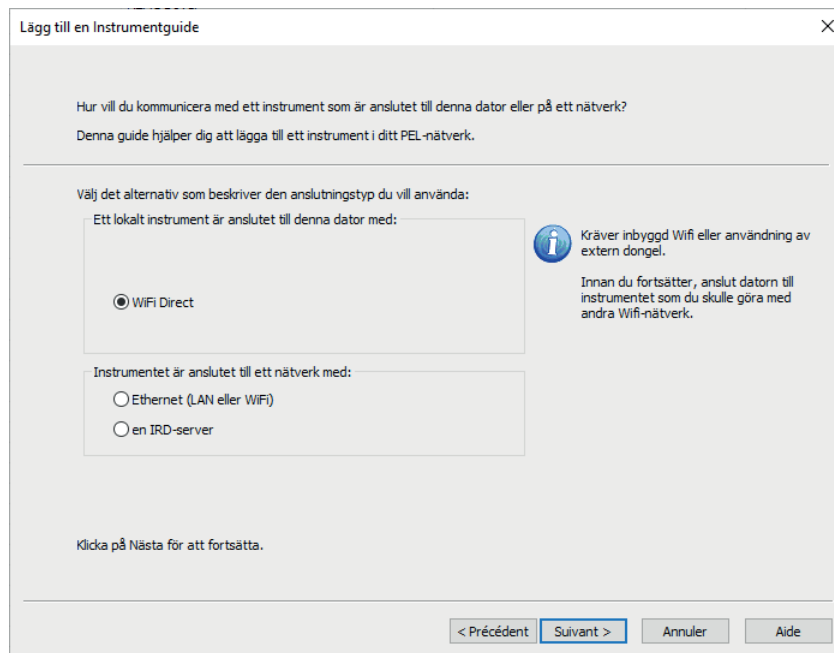 Lägg till en Instrumentguide
Hur vill du kommunicera med ett instrument som är anslutet till denna dator eller på ett nätverk?
Denna guide hjälper dig att lägga till ett instrument i ditt PEL-nätverk.
Välj det alternativ som beskriver den anslutningstyp du vill använda:
Ett lokalt instrument är anslutet till denna dator med:
WiFi Direct
Kräver inbyggd Wifi eller användning av
extern dongel.
Innan du fortsätter, anslut datorn till
instrumentet som du skulle göra med
andra Wifi-nätverk.
Instrumentet är anslutet till ett nätverk med:
Ethernet (LAN eller WiFi)
en IRD-server
Klicka på Nästa för att fortsätta.
< Précédent
Suivant >
Annuler
Aide